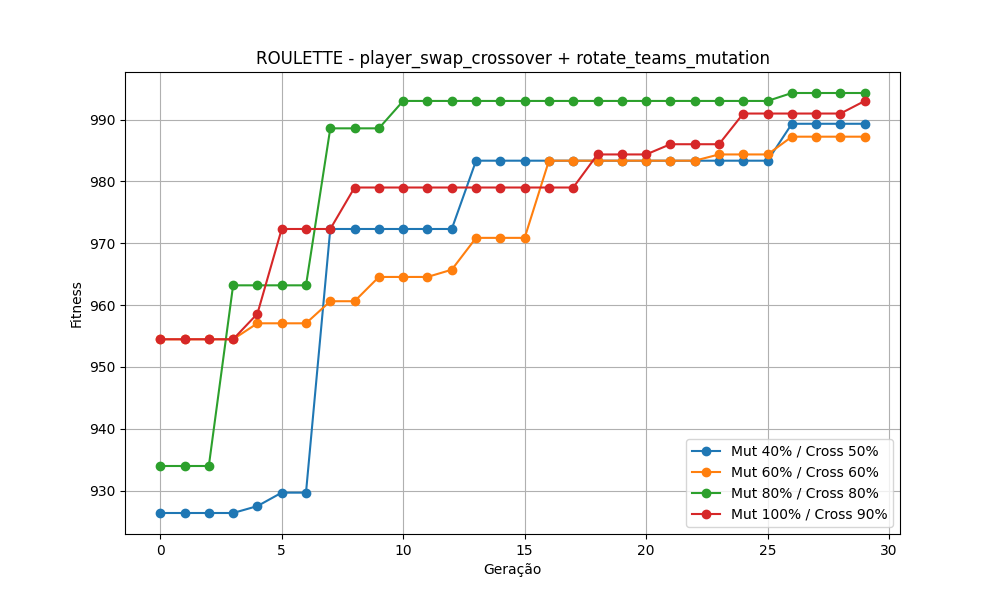 ROULETTE - player_swap_crossover + rotate_teams_mutation
Fitness
990
980
970
960
950
940
930
0 5 10 15 20 25 30
Geração
Mut 40% / Cross 50%
Mut 60% / Cross 60%
Mut 80% / Cross 80%
Mut 100% / Cross 90%